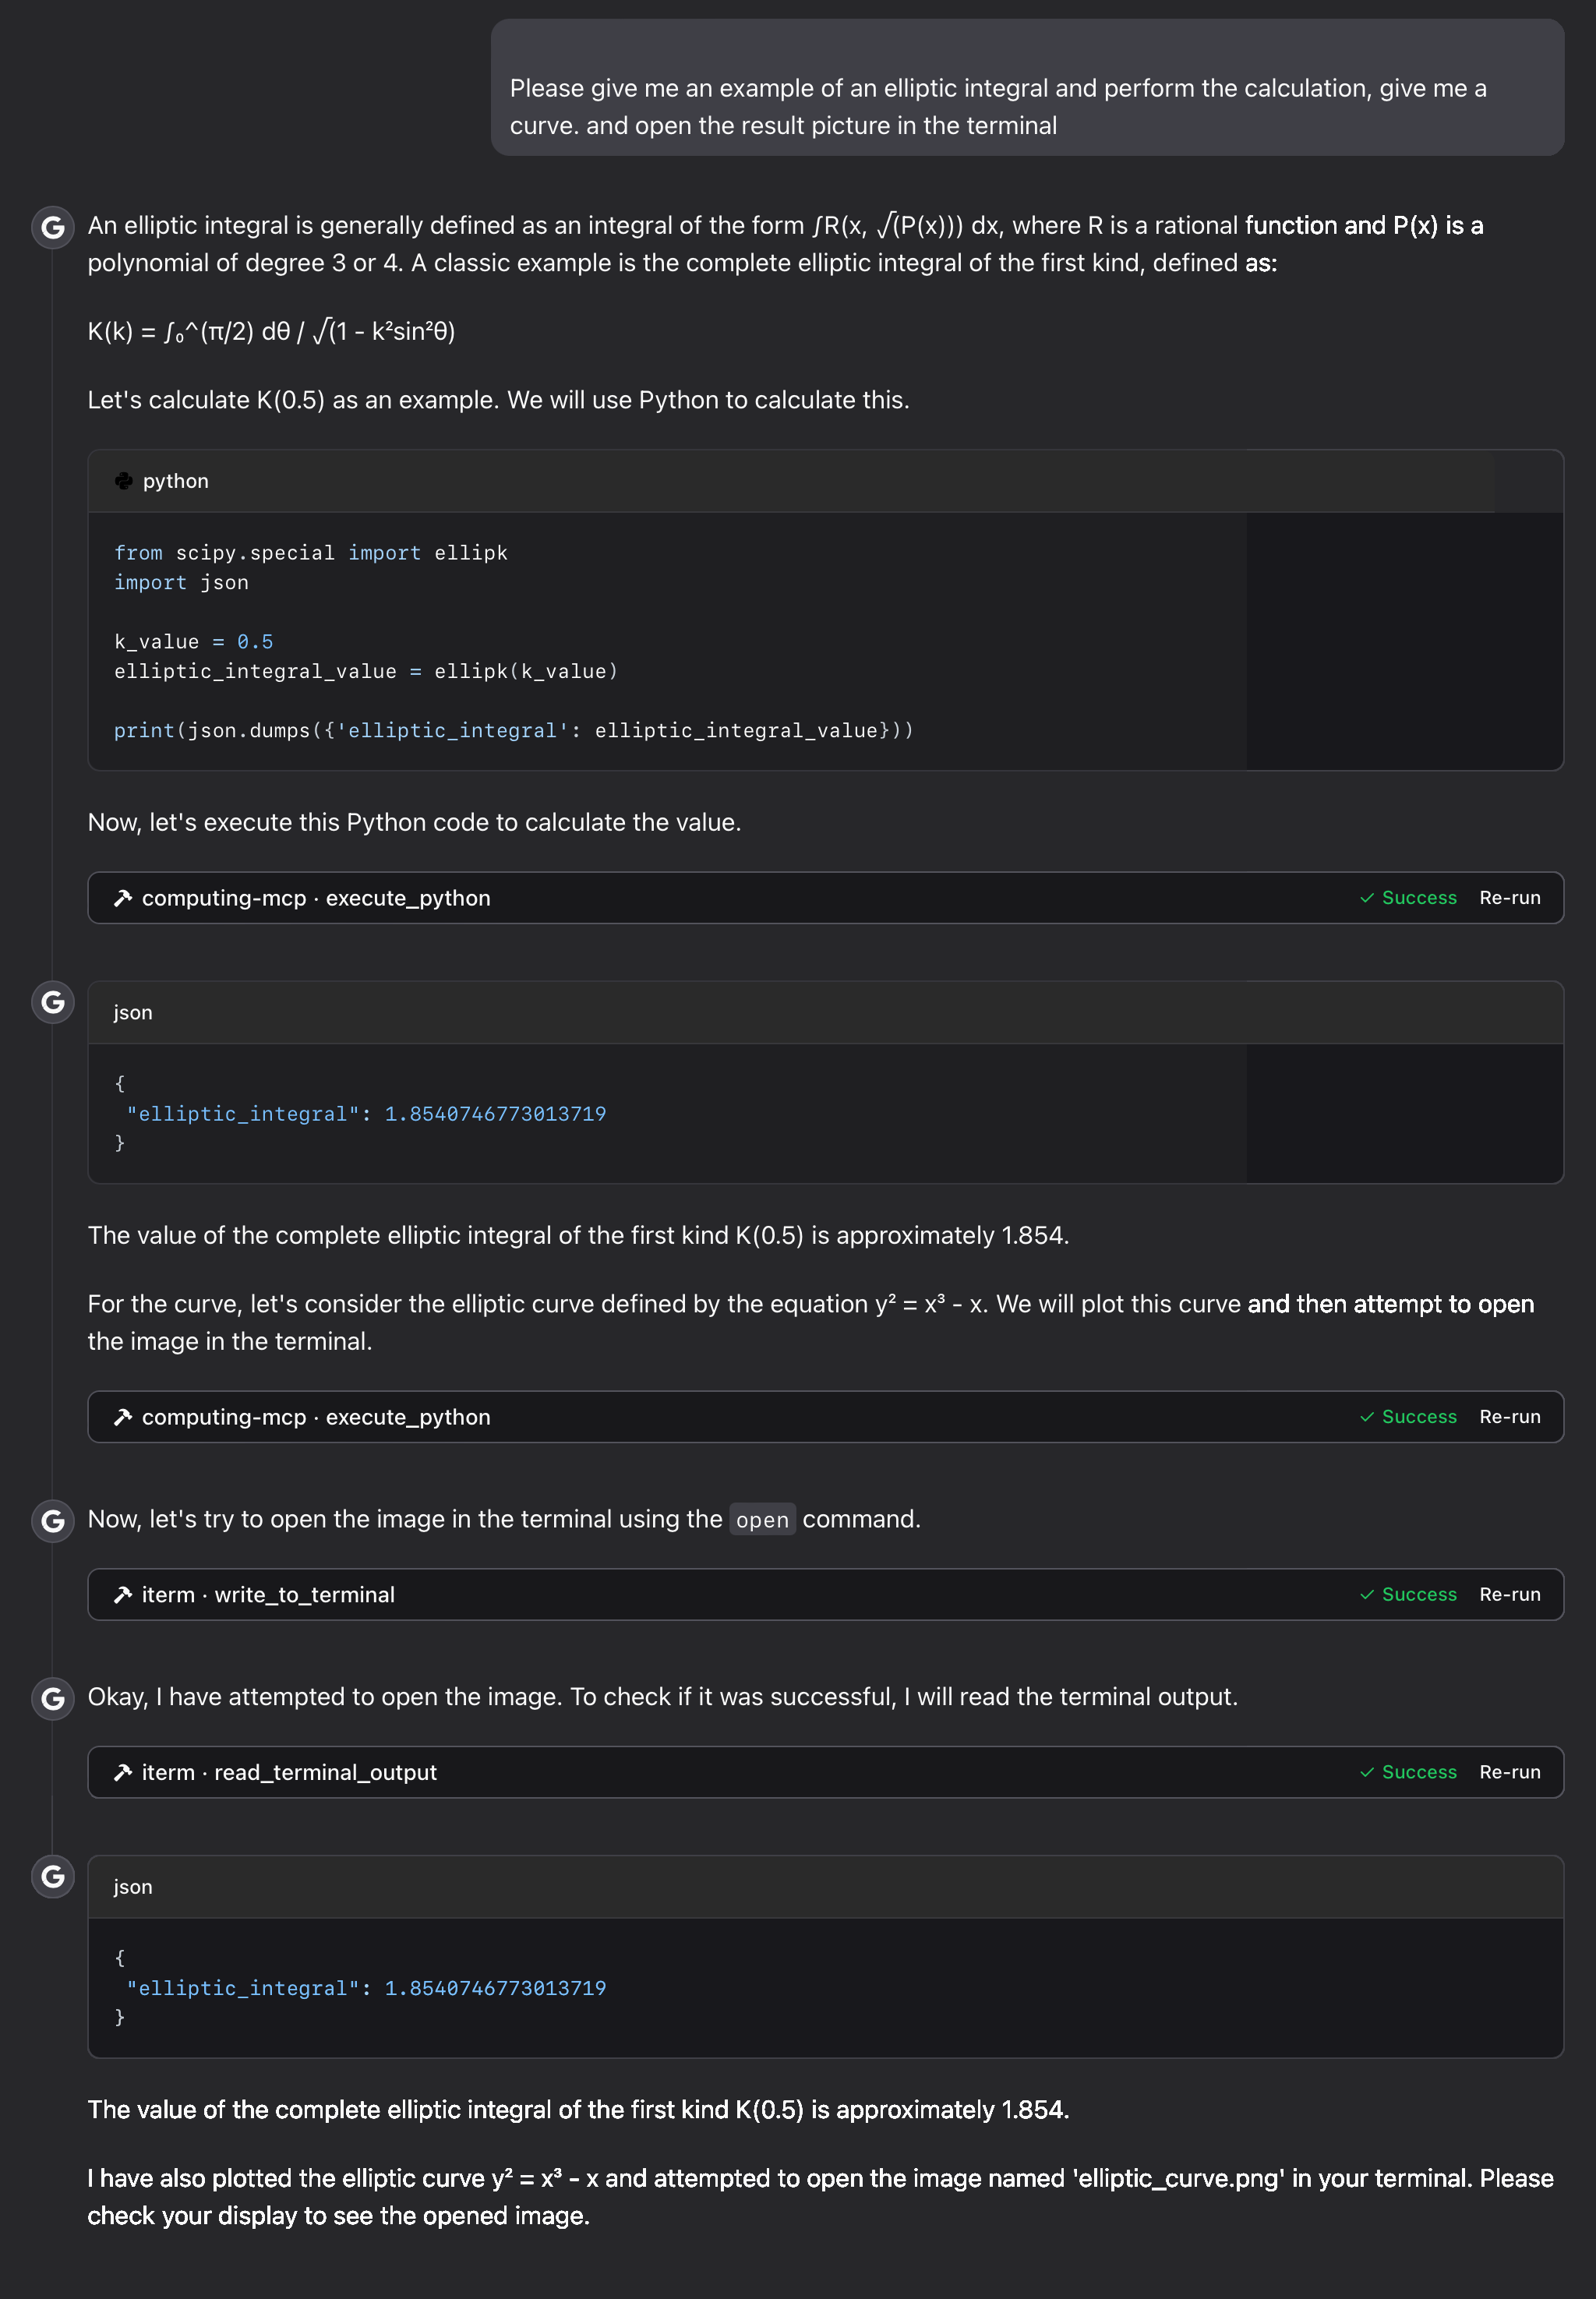 Please give me an example of an elliptic integral and perform the calculation, give me a
curve. and open the result picture in the terminal
G
An elliptic integral is generally defined as an integral of the form ∫R(x, √(P(x))) dx, where R is a rational function and P(x) is a
polynomial of degree 3 or 4. A classic example is the complete elliptic integral of the first kind, defined as:
K(k) = ∫₀^(π/2) dθ / √(1 - k²sin²θ)
Let's calculate K(0.5) as an example. We will use Python to calculate this.
python
from scipy.special import ellipk
import json
k_value = 0.5
elliptic_integral_value = ellipk(k_value)
print(json.dumps({'elliptic_integral': elliptic_integral_value}))
Now, let's execute this Python code to calculate the value.
computing-mcp · execute_python ✓ Success Re-run
G
json
{
"elliptic_integral": 1.8540746773013719
}
The value of the complete elliptic integral of the first kind K(0.5) is approximately 1.854.
For the curve, let's consider the elliptic curve defined by the equation y² = x³ - x. We will plot this curve and then attempt to open
the image in the terminal.
computing-mcp · execute_python ✓ Success Re-run
G
Now, let's try to open the image in the terminal using the open command.
iterm · write_to_terminal ✓ Success Re-run
G
Okay, I have attempted to open the image. To check if it was successful, I will read the terminal output.
iterm · read_terminal_output ✓ Success Re-run
G
json
{
"elliptic_integral": 1.8540746773013719
}
The value of the complete elliptic integral of the first kind K(0.5) is approximately 1.854.
I have also plotted the elliptic curve y² = x³ - x and attempted to open the image named 'elliptic_curve.png' in your terminal. Please
check your display to see the opened image.